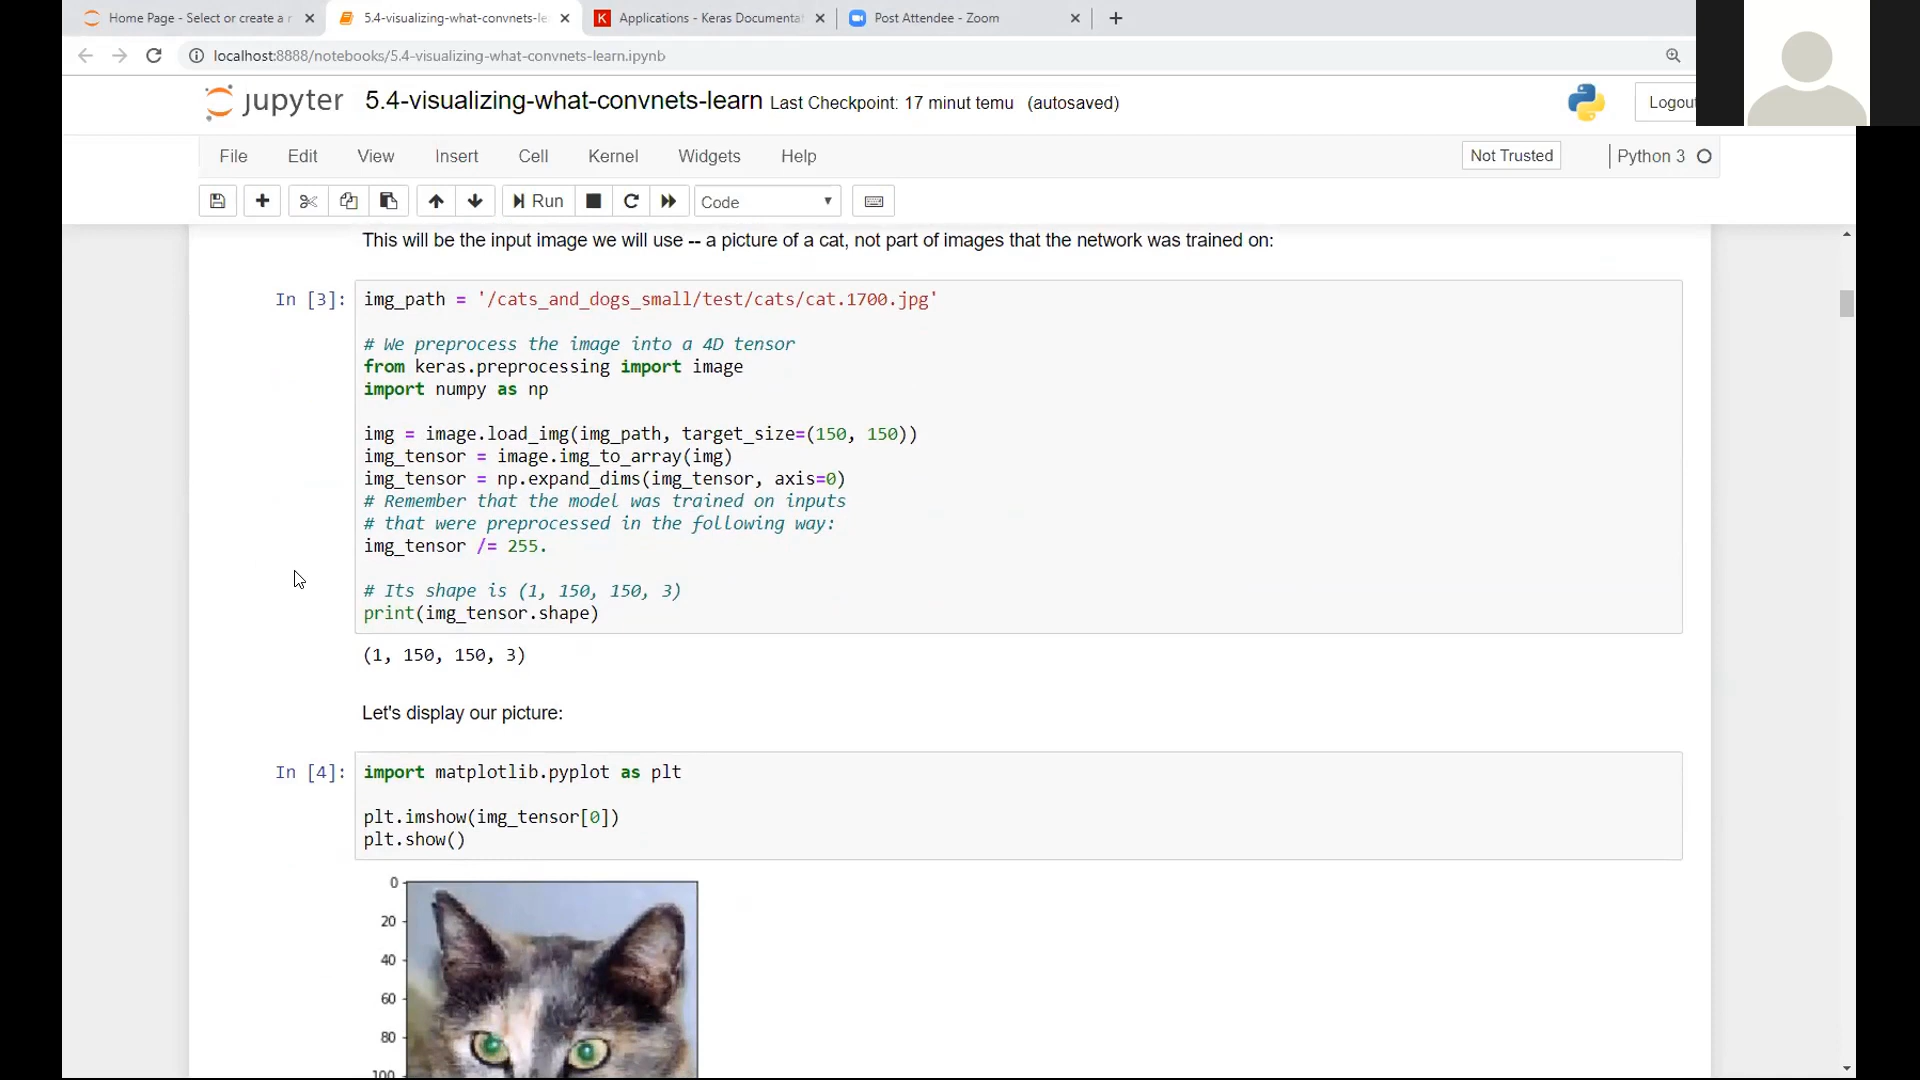 Home Page - Select or create a n
5.4-visualizing-what-convnets-le
K Applications - Keras Documenta
Post Attendee - Zoom
localhost:8888/notebooks/5.4-visualizing-what-convnets-learn.ipynb
jupyter 5.4-visualizing-what-convnets-learn Last Checkpoint: 17 minut temu (autosaved)
Logout
File Edit View Insert Cell Kernel Widgets Help
Not Trusted Python 3
Run Code
This will be the input image we will use -- a picture of a cat, not part of images that the network was trained on:
In [3]: img_path = '/cats_and_dogs_small/test/cats/cat.1700.jpg'
# We preprocess the image into a 4D tensor
from keras.preprocessing import image
import numpy as np
img = image.load_img(img_path, target_size=(150, 150))
img_tensor = image.img_to_array(img)
img_tensor = np.expand_dims(img_tensor, axis=0)
# Remember that the model was trained on inputs
# that were preprocessed in the following way:
img_tensor /= 255.
# Its shape is (1, 150, 150, 3)
print(img_tensor.shape)
(1, 150, 150, 3)
Let's display our picture:
In [4]: import matplotlib.pyplot as plt
plt.imshow(img_tensor[0])
plt.show()
0
20
40
60
80
100